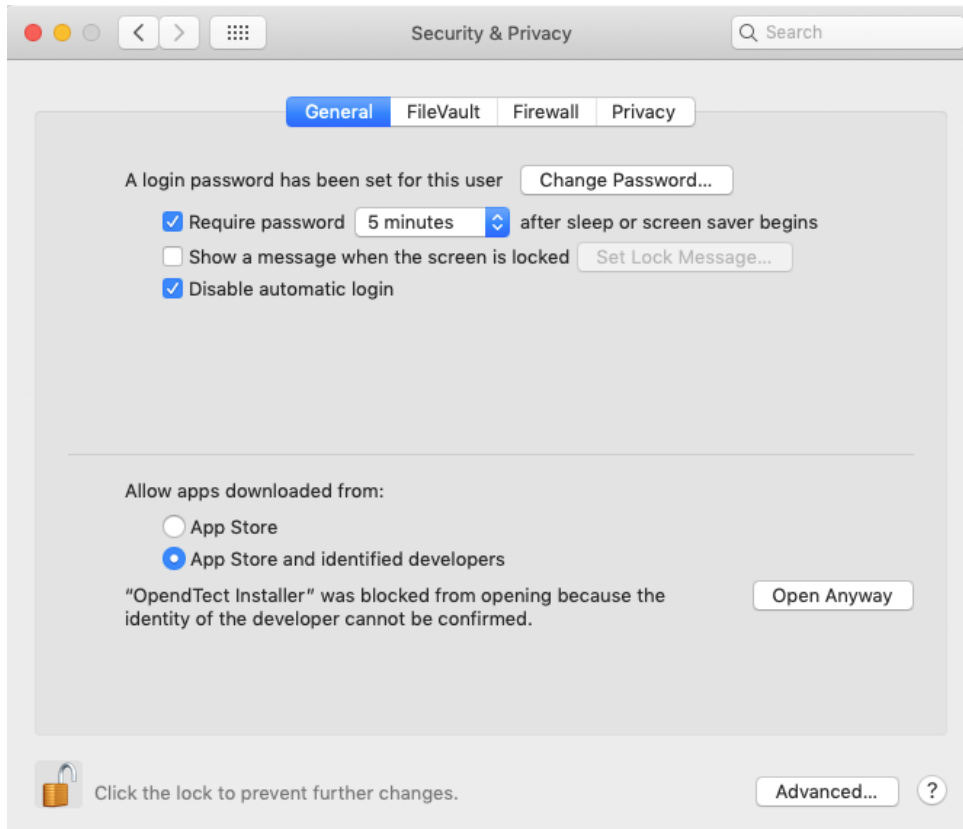 Security & Privacy
Search
General FileVault Firewall Privacy
A login password has been set for this user Change Password...
Require password 5 minutes after sleep or screen saver begins
Show a message when the screen is locked Set Lock Message...
Disable automatic login
Allow apps downloaded from:
App Store
App Store and identified developers
“OpendTect Installer” was blocked from opening because the Open Anyway
identity of the developer cannot be confirmed.
Click the lock to prevent further changes. Advanced... ?